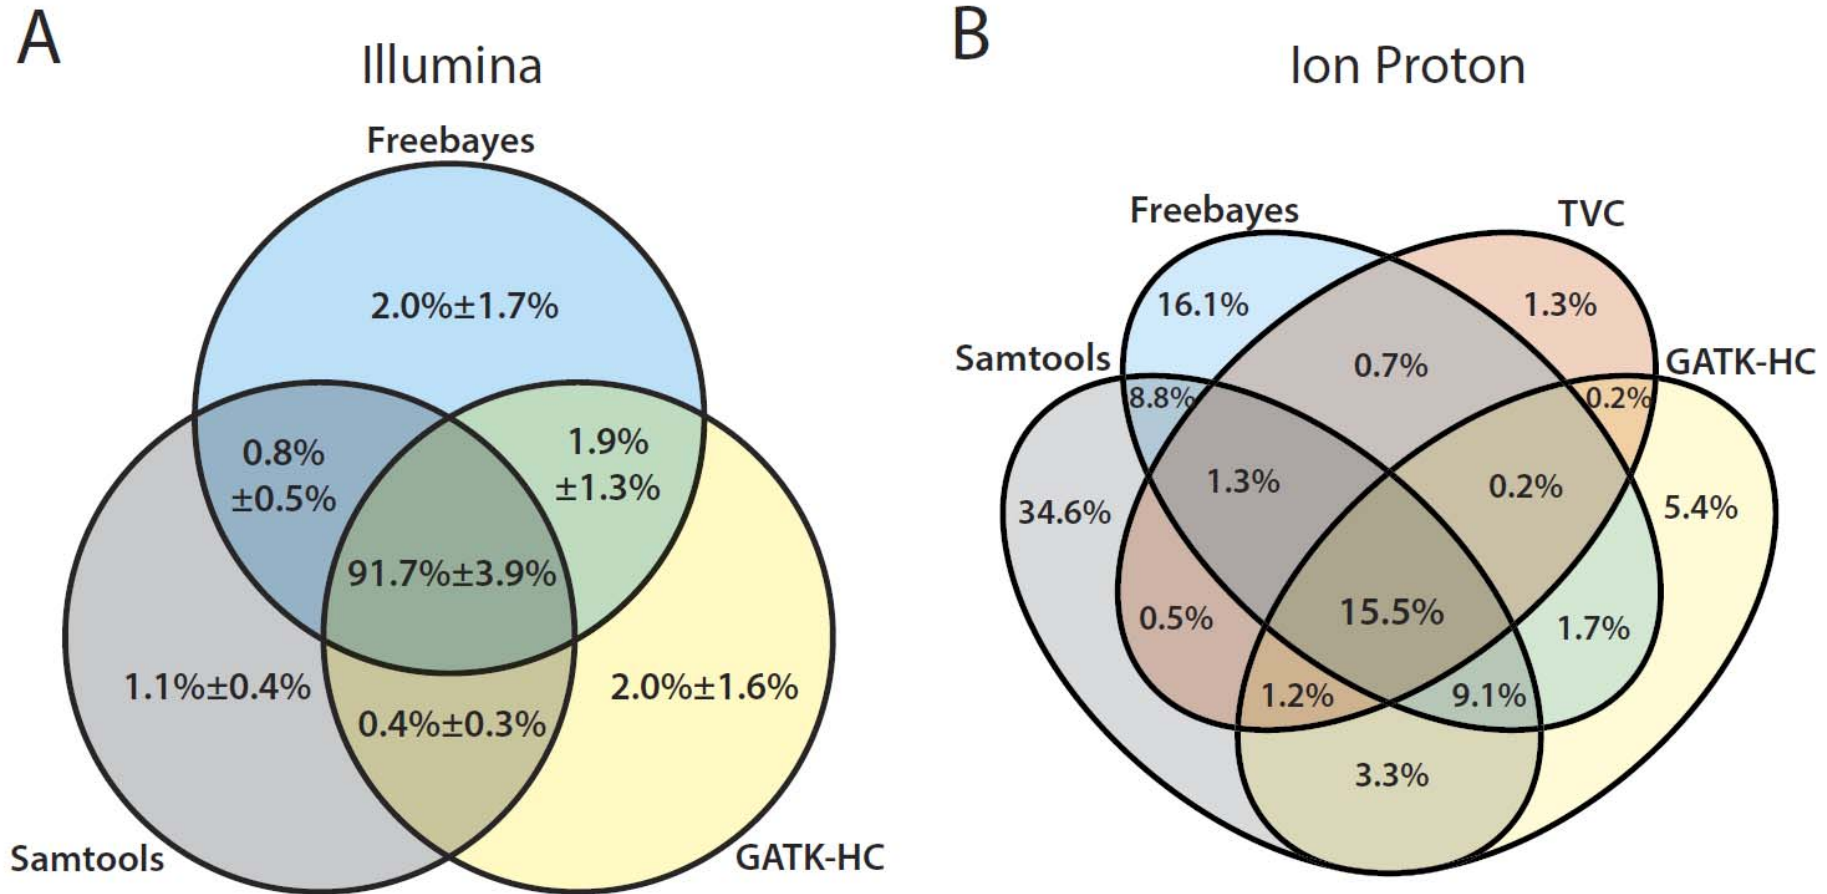 A
Illumina
Freebayes
2.0%±1.7%
0.8%
±0.5%
1.9%
±1.3%
91.7%±3.9%
1.1%±0.4%
2.0%±1.6%
0.4%±0.3%
Samtools
GATK-HC
B
Ion Proton
Freebayes
TVC
Samtools
GATK-HC
16.1%
1.3%
0.7%
8.8%
0.2%
1.3%
0.2%
34.6%
5.4%
0.5%
15.5%
1.7%
1.2%
9.1%
3.3%